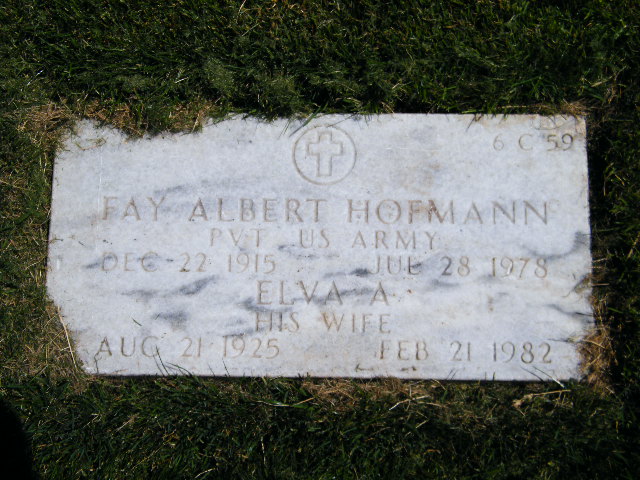 6 C 59
FAY ALBERT HOFMANN
PVT US ARMY
DEC 22 1915 JUL 28 1978
ELVA A
HIS WIFE
AUG 21 1925 FEB 21 1982